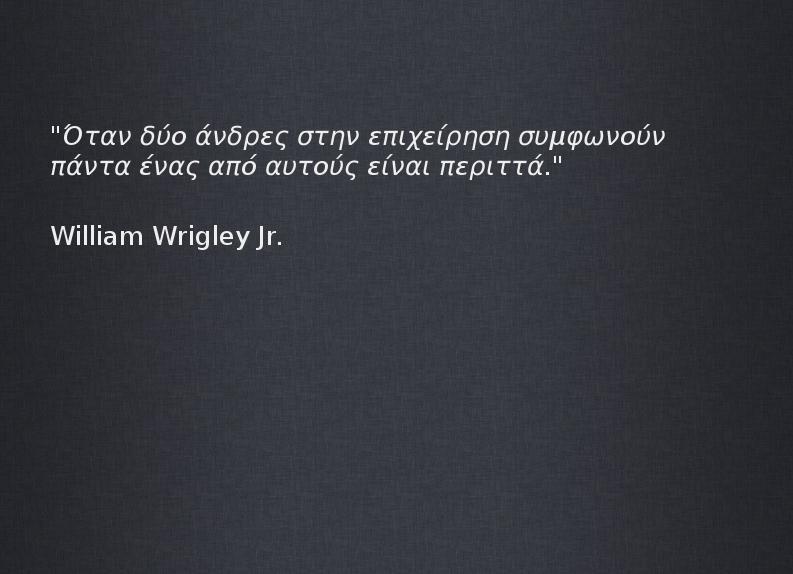 "Όταν δύο άνδρες στην επιχείρηση συμφωνούν
πάντα ένας από αυτούς είναι περιττά."
William Wrigley Jr.